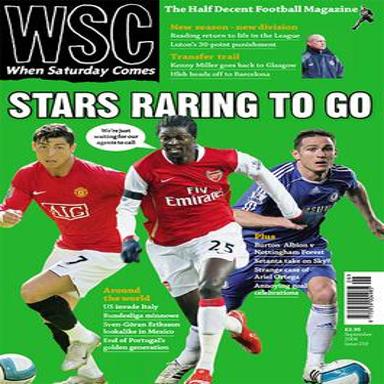 WSC
When Saturday Comes
The Half Decent Football Magazine
New season - new division
Reading return to life in the League
Luton's 30 point punishment
Transfer trail
Kenny Miller goes back to Glasgow
Hleb heads off to Barcelona
STARS RARING TO GO
We're just
waiting for our
agents to call
AIG
7
Fly
Emirates
25
Plus
Burton Albion v
Nottingham Forest
Setanta take on Sky
Strange case of
Ariel Ortega
Annoying goal
celebrations
Around
the world
US invade Italy
Bundesliga minnows
Sven-Göran Eriksson
lookalike in Mexico
End of Portugal's
golden generation
September
2008